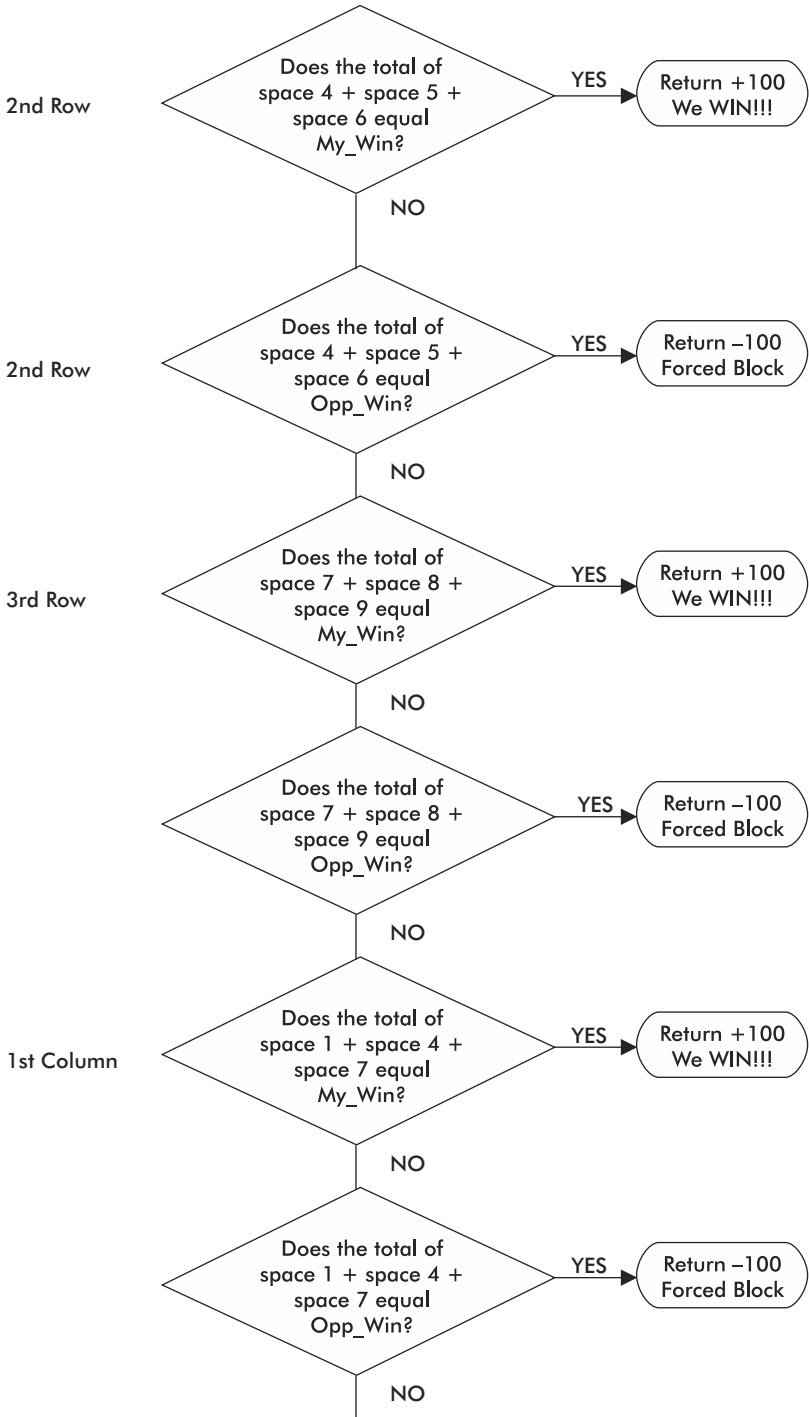 2nd Row
Does the total of
space 4 + space 5 +
space 6 equal
My_Win?
YES
Return +100
We WIN!!!
NO
2nd Row
Does the total of
space 4 + space 5 +
space 6 equal
Opp_Win?
YES
Return –100
Forced Block
NO
3rd Row
Does the total of
space 7 + space 8 +
space 9 equal
My_Win?
YES
Return +100
We WIN!!!
NO
Does the total of
space 7 + space 8 +
space 9 equal
Opp_Win?
YES
Return –100
Forced Block
NO
1st Column
Does the total of
space 1 + space 4 +
space 7 equal
My_Win?
YES
Return +100
We WIN!!!
NO
Does the total of
space 1 + space 4 +
space 7 equal
Opp_Win?
YES
Return –100
Forced Block
NO